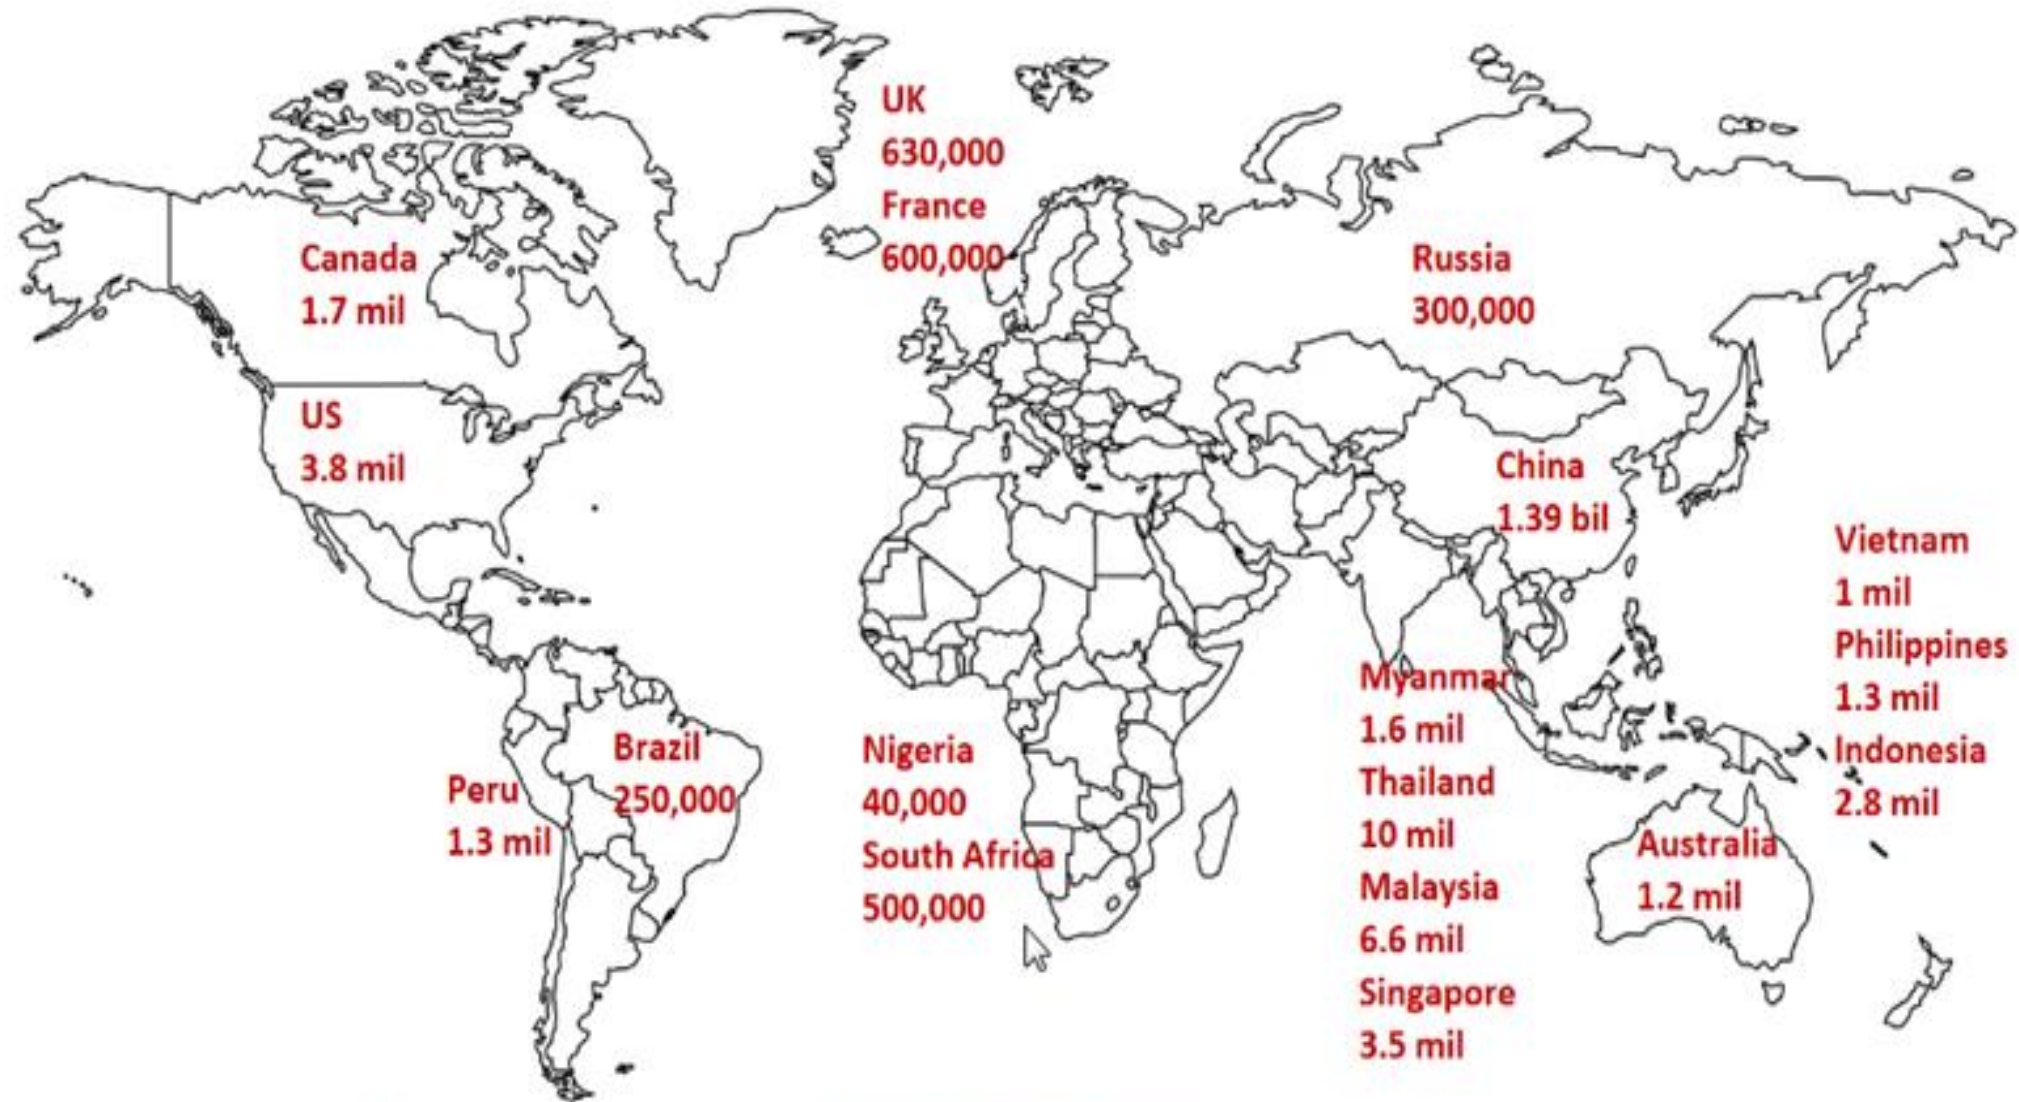 UK
630,000
France
600,000
Canada
1.7 mil
Russia
300,000
US
3.8 mil
China
1.39 bil
Vietnam
1 mil
Philippines
1.3 mil
Indonesia
2.8 mil
Myanmar
1.6 mil
Thailand
10 mil
Malaysia
6.6 mil
Singapore
3.5 mil
Brazil
250,000
Peru
1.3 mil
Nigeria
40,000
South Africa
500,000
Australia
1.2 mil